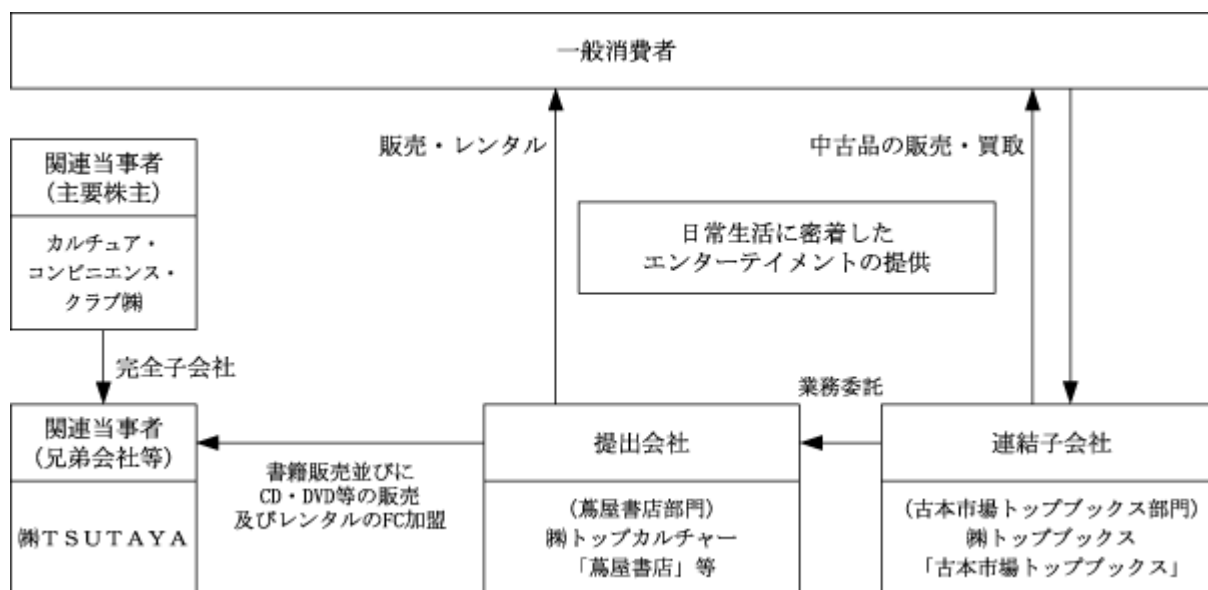 一般消費者
販売・レンタル
中古品の販売・買取
関連当事者
(主要株主)
カルチュア・
コンビニエンス・
クラブ㈱
日常生活に密着した
エンターテイメントの提供
完全子会社
業務委託
関連当事者
(兄弟会社等)
㈱ＴＳＵＴＡＹＡ
書籍販売並びに
CD・DVD等の販売
及びレンタルのFC加盟
提出会社
(蔦屋書店部門)
㈱トップカルチャー
「蔦屋書店」等
連結子会社
(古本市場トップブックス部門)
㈱トップブックス
「古本市場トップブックス」